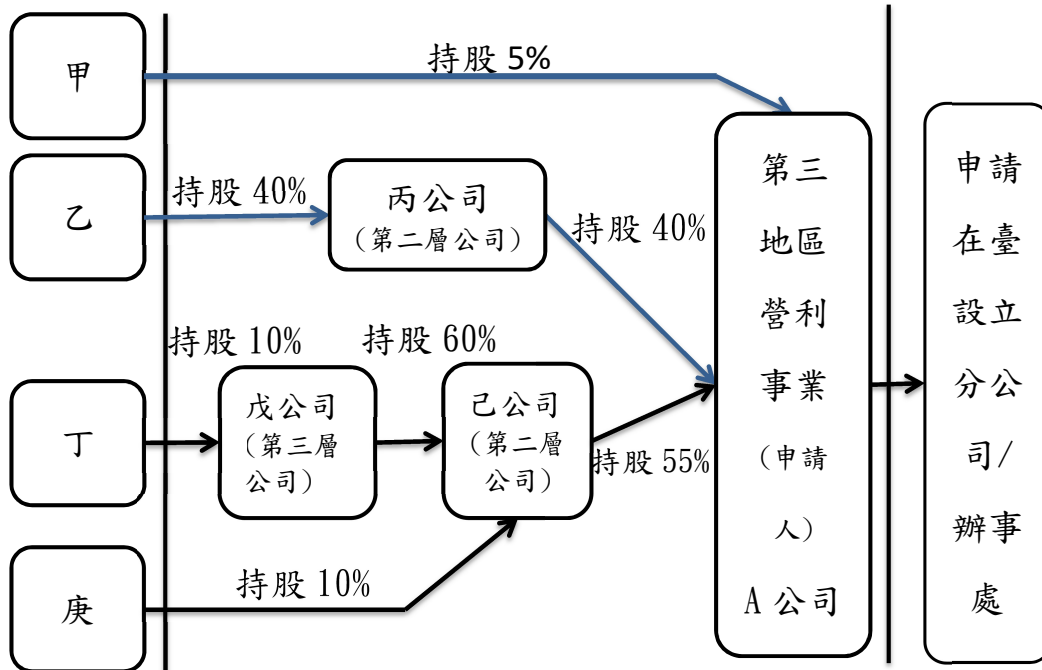 甲
持股 5%
乙
持股 40%
丙公司
（第二層公司）
持股 40%
持股 10%
持股 60%
丁
戊公司
（第三層
公司）
己公司
（第二層
公司）
持股 55%
庚
持股 10%
第三
地區
營利
事業
（申請
人）
A 公司
申請
在臺
設立
分公
司/
辦事
處